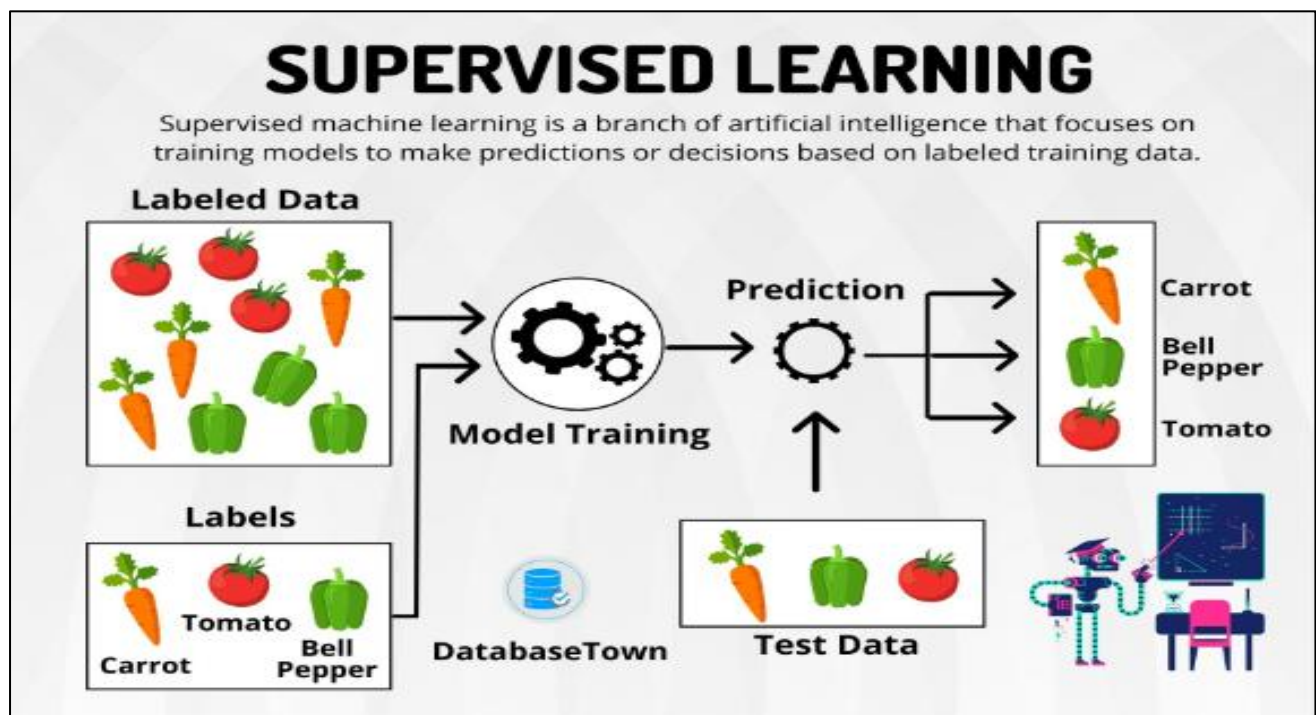 SUPERVISED LEARNING
Supervised machine learning is a branch of artificial intelligence that focuses on
training models to make predictions or decisions based on labeled training data.
Labeled Data
Model Training
Prediction
Carrot
Bell
Pepper
Tomato
Labels
Carrot
Tomato
Bell
Pepper
DatabaseTown
Test Data